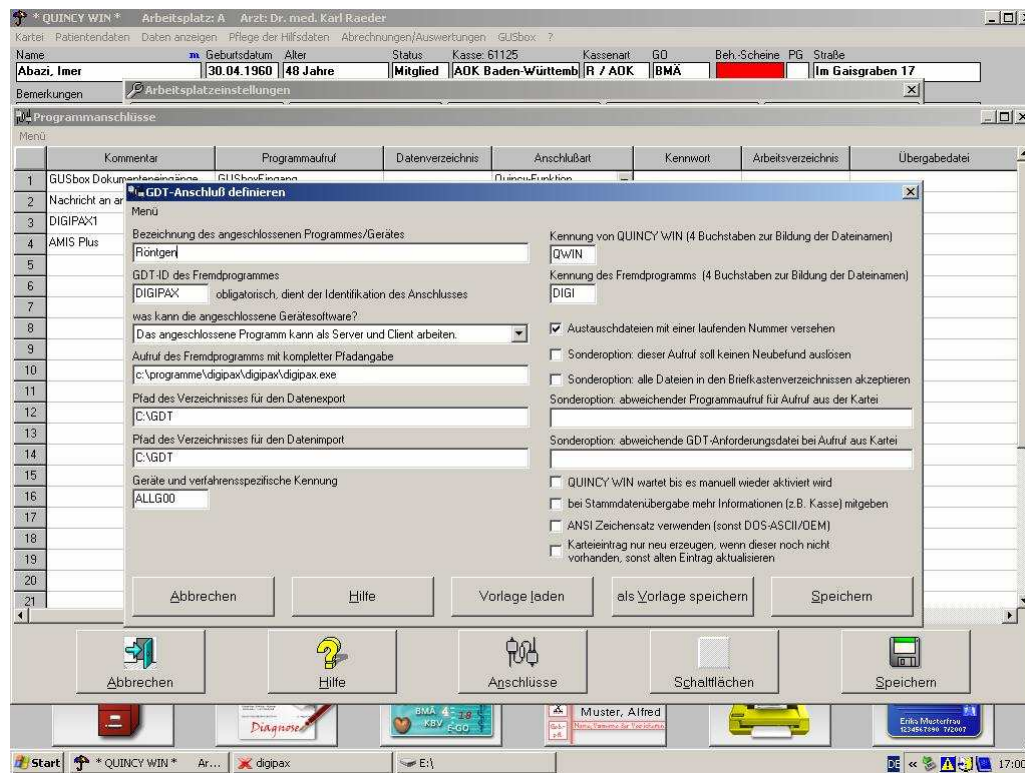 * QUINCY WIN * Arbeitsplatz: A Arzt: Dr. med. Karl Raeder
Kartei Patientendaten Daten anzeigen Pflege der Hilfsdaten Abrechnungen/Auswertungen GUSbox ?
Name m Geburtsdatum Alter Status Kasse: 61125 Kassenart GO Beh.-Scheine PG Straße
Abazi, Imer 30.04.1960 48 Jahre Mitglied AOK Baden-Württemb R / AOK BMÄ Im Gaisgraben 17
Bemerkungen
Arbeitsplatzeinstellungen
Programmanschlüsse
Menü
Kommentar Programmaufruf Datenverzeichnis Anschlußart Kennwort Arbeitsverzeichnis Übergabedatei
1 GUSbox Dokumenteneingänge GUSboxEingang Quincy-Funktion
2 Nachricht an ar
3 DIGIPAX1
4 AMIS Plus
5
6
7
8
9
10
11
12
13
14
15
16
17
18
19
20
21
GDT-Anschluß definieren
Menü
Bezeichnung des angeschlossenen Programmes/Gerätes
Röntgen
GDT-ID des Fremdprogrammes
DIGIPAX obligatorisch, dient der Identifikation des Anschlusses
was kann die angeschlossene Gerätesoftware?
Das angeschlossene Programm kann als Server und Client arbeiten.
Aufruf des Fremdprogramms mit kompletter Pfadangabe
c:\programme\digipax\digipax\digipax.exe
Pfad des Verzeichnisses für den Datenexport
C:\GDT
Pfad des Verzeichnisses für den Datenimport
C:\GDT
Geräte und verfahrensspezifische Kennung
ALLG00
Kennung von QUINCY WIN (4 Buchstaben zur Bildung der Dateinamen)
QWIN
Kennung des Fremdprogramms (4 Buchstaben zur Bildung der Dateinamen)
DIGI
Austauschdateien mit einer laufenden Nummer versehen
Sonderoption: dieser Aufruf soll keinen Neubefund auslösen
Sonderoption: alle Dateien in den Briefkastenverzeichnissen akzeptieren
Sonderoption: abweichender Programmaufruf für Aufruf aus der Kartei
Sonderoption: abweichende GDT-Anforderungsdatei bei Aufruf aus Kartei
QUINCY WIN wartet bis es manuell wieder aktiviert wird
bei Stammdatenübergabe mehr Informationen (z.B. Kasse) mitgeben
ANSI Zeichensatz verwenden (sonst DOS-ASCII/OEM)
Karteieintrag nur neu erzeugen, wenn dieser noch nicht
vorhanden, sonst alten Eintrag aktualisieren
Abbrechen Hilfe Vorlage laden als Vorlage speichern Speichern
Abbrechen Hilfe Anschlüsse Schaltflächen Speichern
Diagnose
BMÄ 4
KBV E-GO
Muster, Alfred
Erika Musterfrau
1234567890 7/2007
Start * QUINCY WIN * Ar... digipax E:\ DE « 17:00